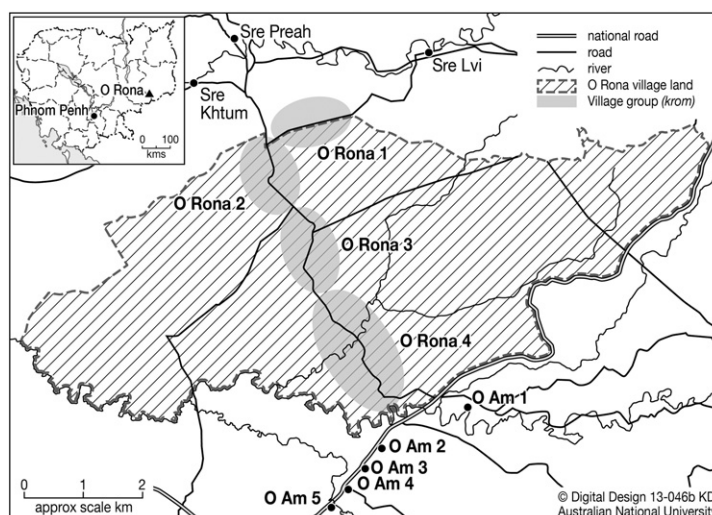 O Rona
Phnom Penh
0 100
kms
Sre Preah
Sre
Khtum
Sre Lvi
national road
road
river
O Rona village land
Village group (krom)
O Rona 1
O Rona 2
O Rona 3
O Rona 4
O Am 1
O Am 2
O Am 3
O Am 4
O Am 5
0 1 2
approx scale km
© Digital Design 13-046b KD
Australian National University